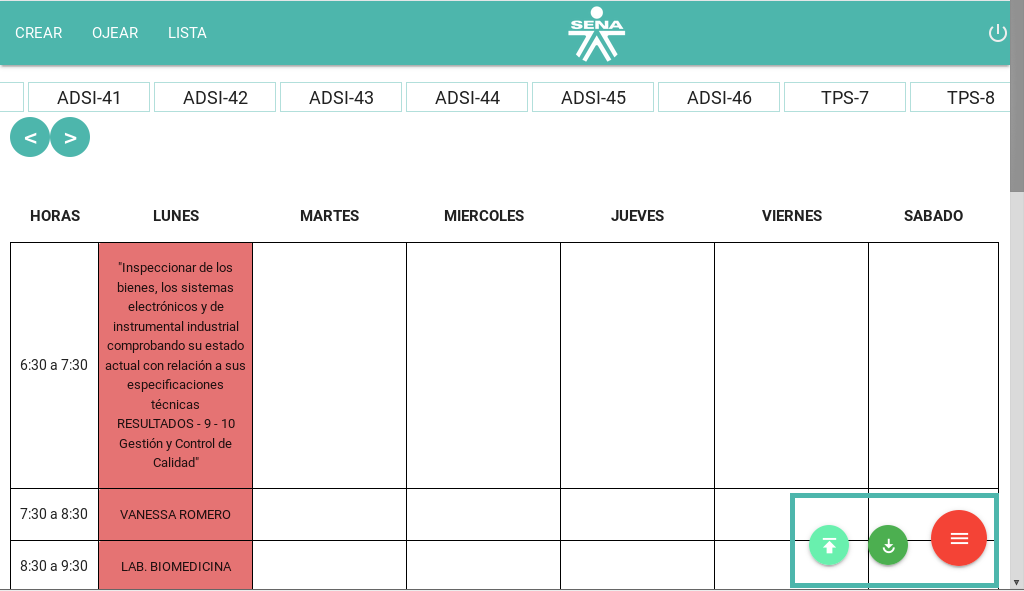 CREAR OJEAR LISTA SENA
ADSI-41 ADSI-42 ADSI-43 ADSI-44 ADSI-45 ADSI-46 TPS-7 TPS-8
< >
HORAS LUNES MARTES MIERCOLES JUEVES VIERNES SABADO
6:30 a 7:30
"Inspeccionar de los
bienes, los sistemas
electrónicos y de
instrumental industrial
comprobando su estado
actual con relación a sus
especificaciones
técnicas
RESULTADOS - 9 - 10
Gestión y Control de
Calidad"
7:30 a 8:30 VANESSA ROMERO
8:30 a 9:30 LAB. BIOMEDICINA